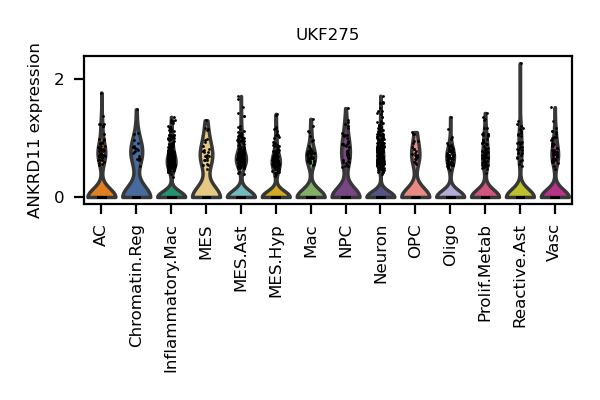 UKF275
ANKRD11 expression
2
0
AC
Chromatin.Reg
Inflammatory.Mac
MES
MES.Ast
MES.Hyp
Mac
NPC
Neuron
OPC
Oligo
Prolif.Metab
Reactive.Ast
Vasc